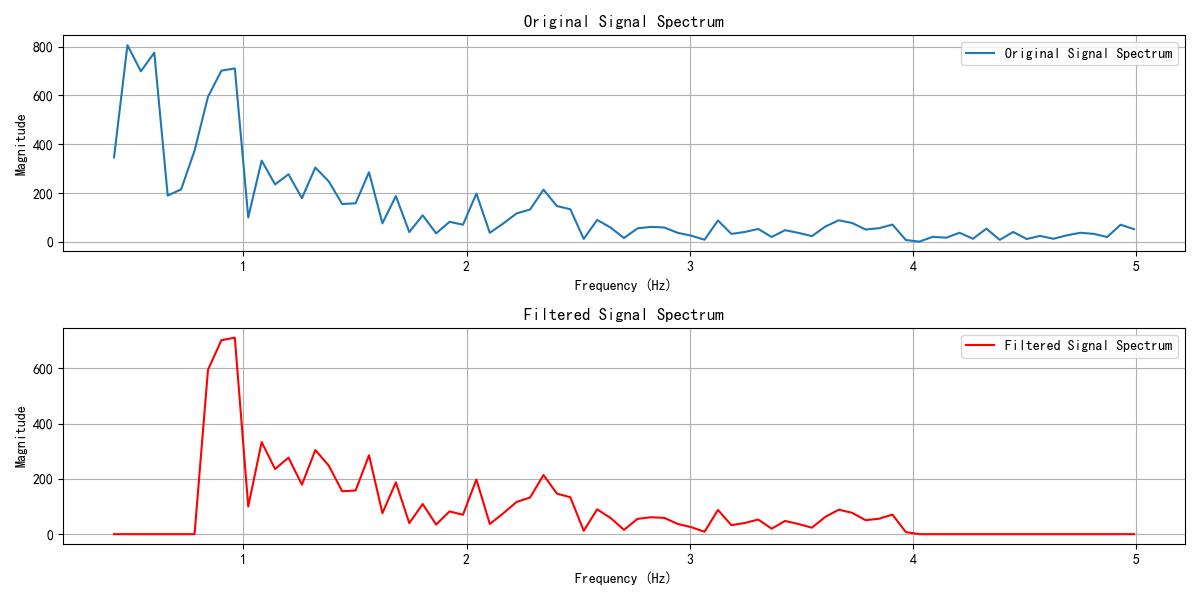 Original Signal Spectrum
800
600
400
200
0
Magnitude
Original Signal Spectrum
1
2
3
4
5
Frequency (Hz)
Filtered Signal Spectrum
600
400
200
0
Magnitude
Filtered Signal Spectrum
1
2
3
4
5
Frequency (Hz)